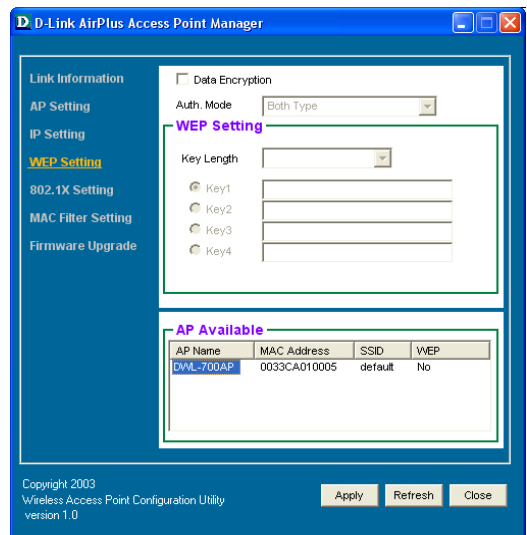 D-Link AirPlus Access Point Manager
Link Information
AP Setting
IP Setting
WEP Setting
802.1X Setting
MAC Filter Setting
Firmware Upgrade
Data Encryption
Auth. Mode Both Type
WEP Setting
Key Length
Key1
Key2
Key3
Key4
AP Available
AP Name MAC Address SSID WEP
DWL-700AP 0033CA010005 default No
Copyright 2003
Wireless Access Point Configuration Utility
version 1.0
Apply Refresh Close